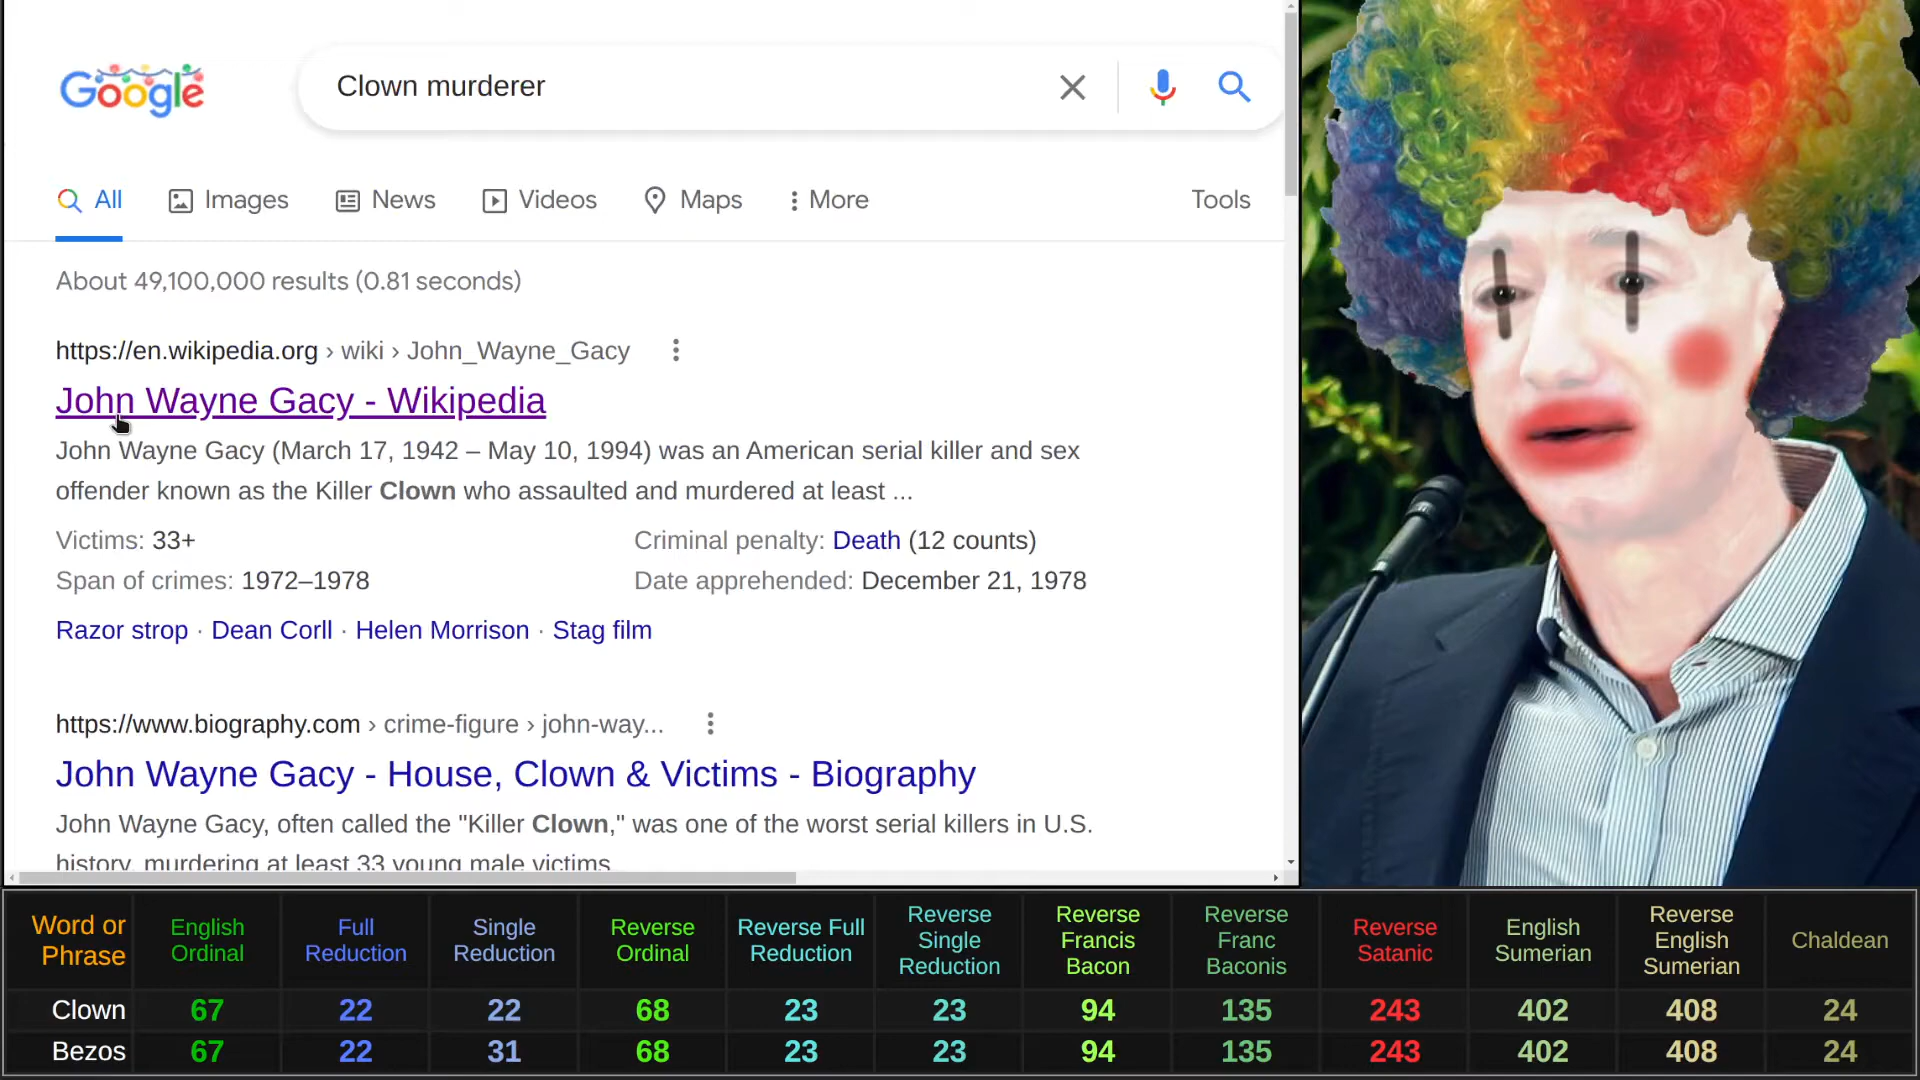 Google
Clown murderer
All
Images
News
Videos
Maps
More
Tools
About 49,100,000 results (0.81 seconds)
https://en.wikipedia.org › wiki › John_Wayne_Gacy
John Wayne Gacy - Wikipedia
John Wayne Gacy (March 17, 1942 – May 10, 1994) was an American serial killer and sex
offender known as the Killer Clown who assaulted and murdered at least ...
Victims: 33+ Criminal penalty: Death (12 counts)
Span of crimes: 1972–1978 Date apprehended: December 21, 1978
Razor strop · Dean Corll · Helen Morrison · Stag film
https://www.biography.com › crime-figure › john-way...
John Wayne Gacy - House, Clown & Victims - Biography
John Wayne Gacy, often called the "Killer Clown," was one of the worst serial killers in U.S.
history, murdering at least 33 young male victims
Word or Phrase
English Ordinal
Full Reduction
Single Reduction
Reverse Ordinal
Reverse Full Reduction
Reverse Single Reduction
Reverse Francis Bacon
Reverse Franc Baconis
Reverse Satanic
English Sumerian
Reverse English Sumerian
Chaldean
Clown 67 22 22 68 23 23 94 135 243 402 408 24
Bezos 67 22 31 68 23 23 94 135 243 402 408 24